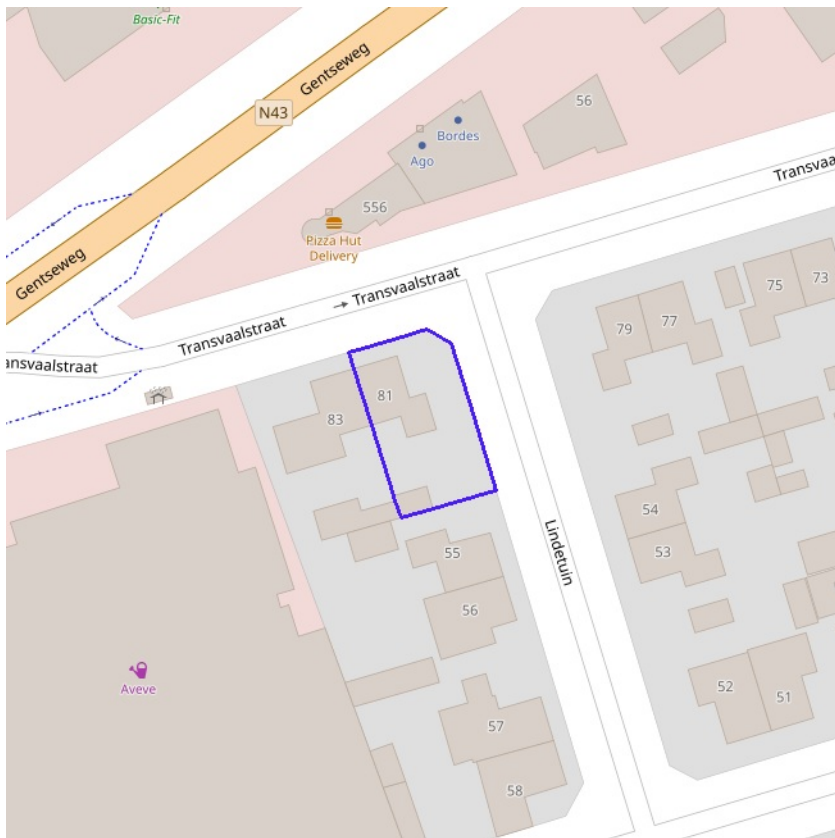 Basic-Fit
Gentseweg
N43
Bordes
Ago
56
Transvaa
556
Pizza Hut
Delivery
Gentseweg
Transvaalstraat
Transvaalstraat
ansvaalstraat
75
73
79
77
81
83
54
53
55
56
Lindetuin
Aveve
52
51
57
58